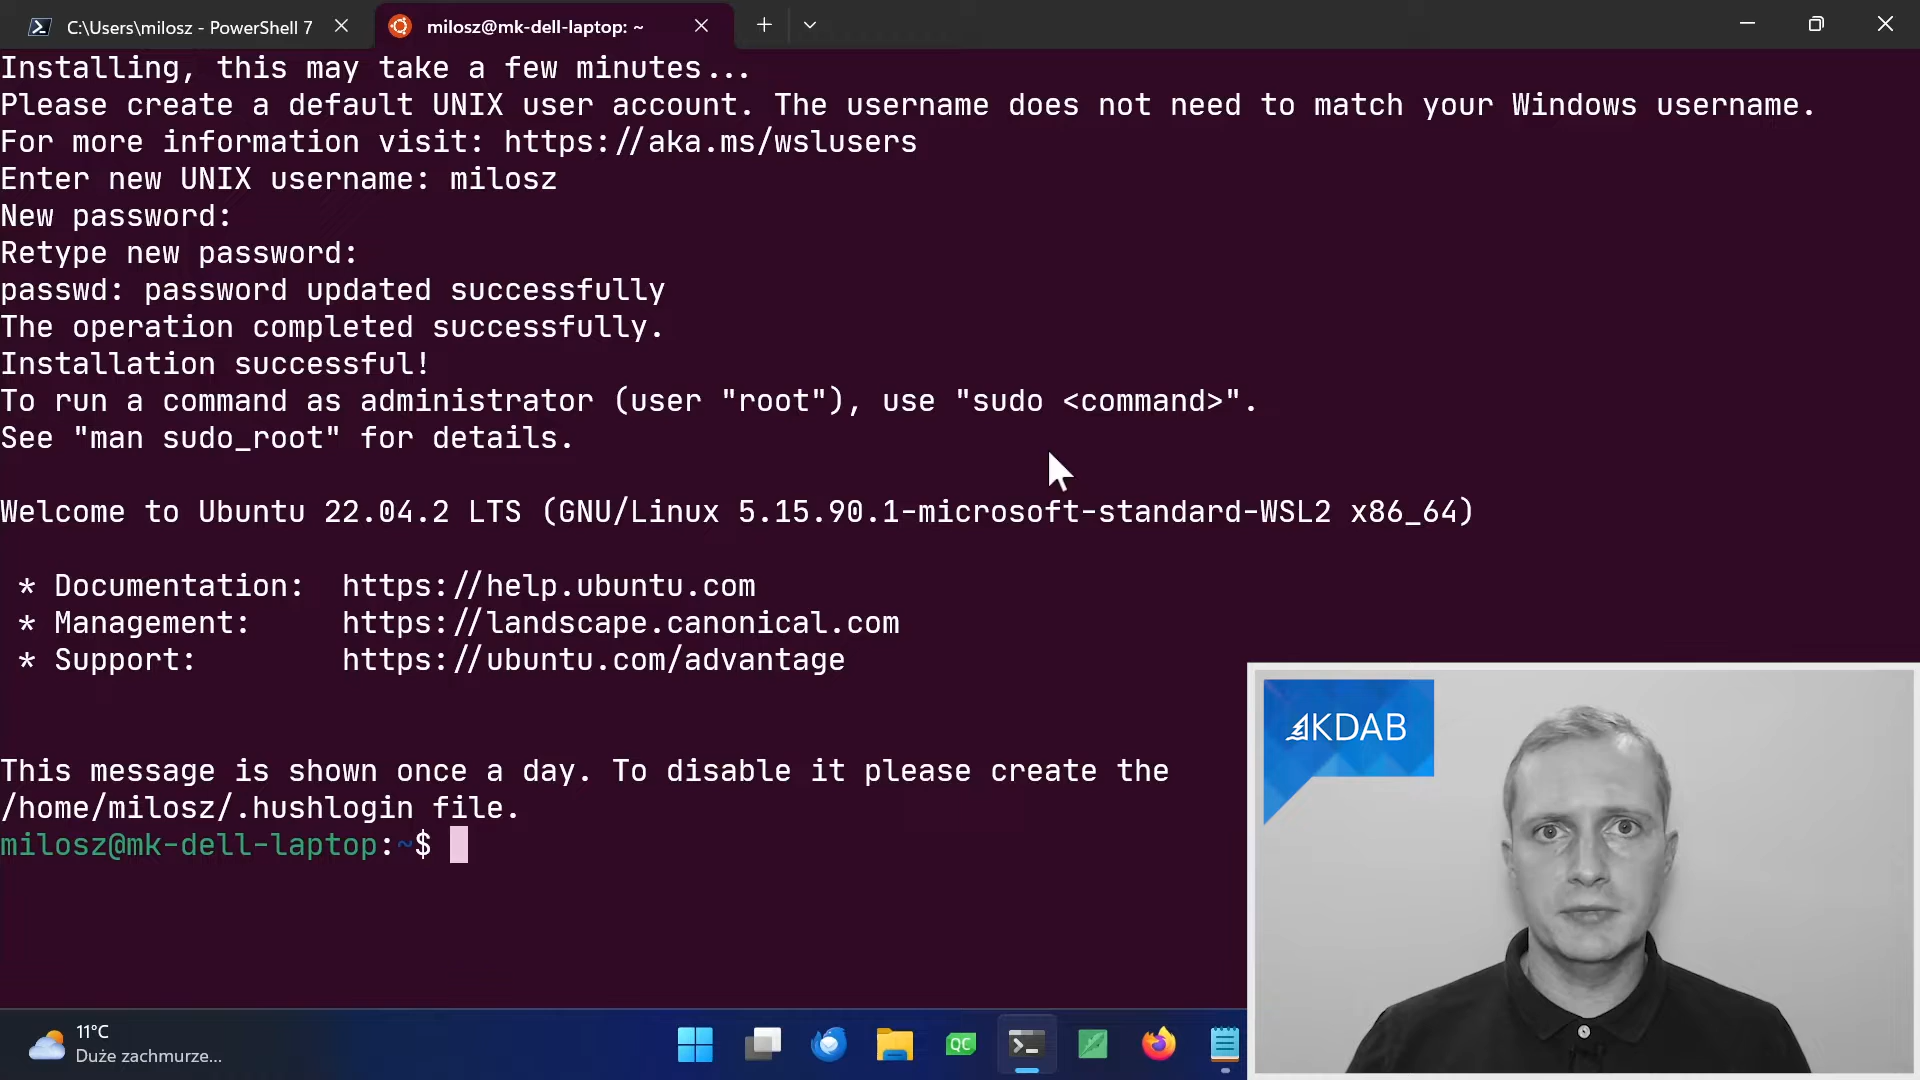 C:\Users\milosz - PowerShell 7
milosz@mk-dell-laptop: ~
Installing, this may take a few minutes...
Please create a default UNIX user account. The username does not need to match your Windows username.
For more information visit: https://aka.ms/wslusers
Enter new UNIX username: milosz
New password:
Retype new password:
passwd: password updated successfully
The operation completed successfully.
Installation successful!
To run a command as administrator (user "root"), use "sudo <command>".
See "man sudo_root" for details.
Welcome to Ubuntu 22.04.2 LTS (GNU/Linux 5.15.90.1-microsoft-standard-WSL2 x86_64)
* Documentation:  https://help.ubuntu.com
* Management:     https://landscape.canonical.com
* Support:        https://ubuntu.com/advantage
This message is shown once a day. To disable it please create the
/home/milosz/.hushlogin file.
milosz@mk-dell-laptop:~$
KDAB
11°C
Duże zachmurze...
QC